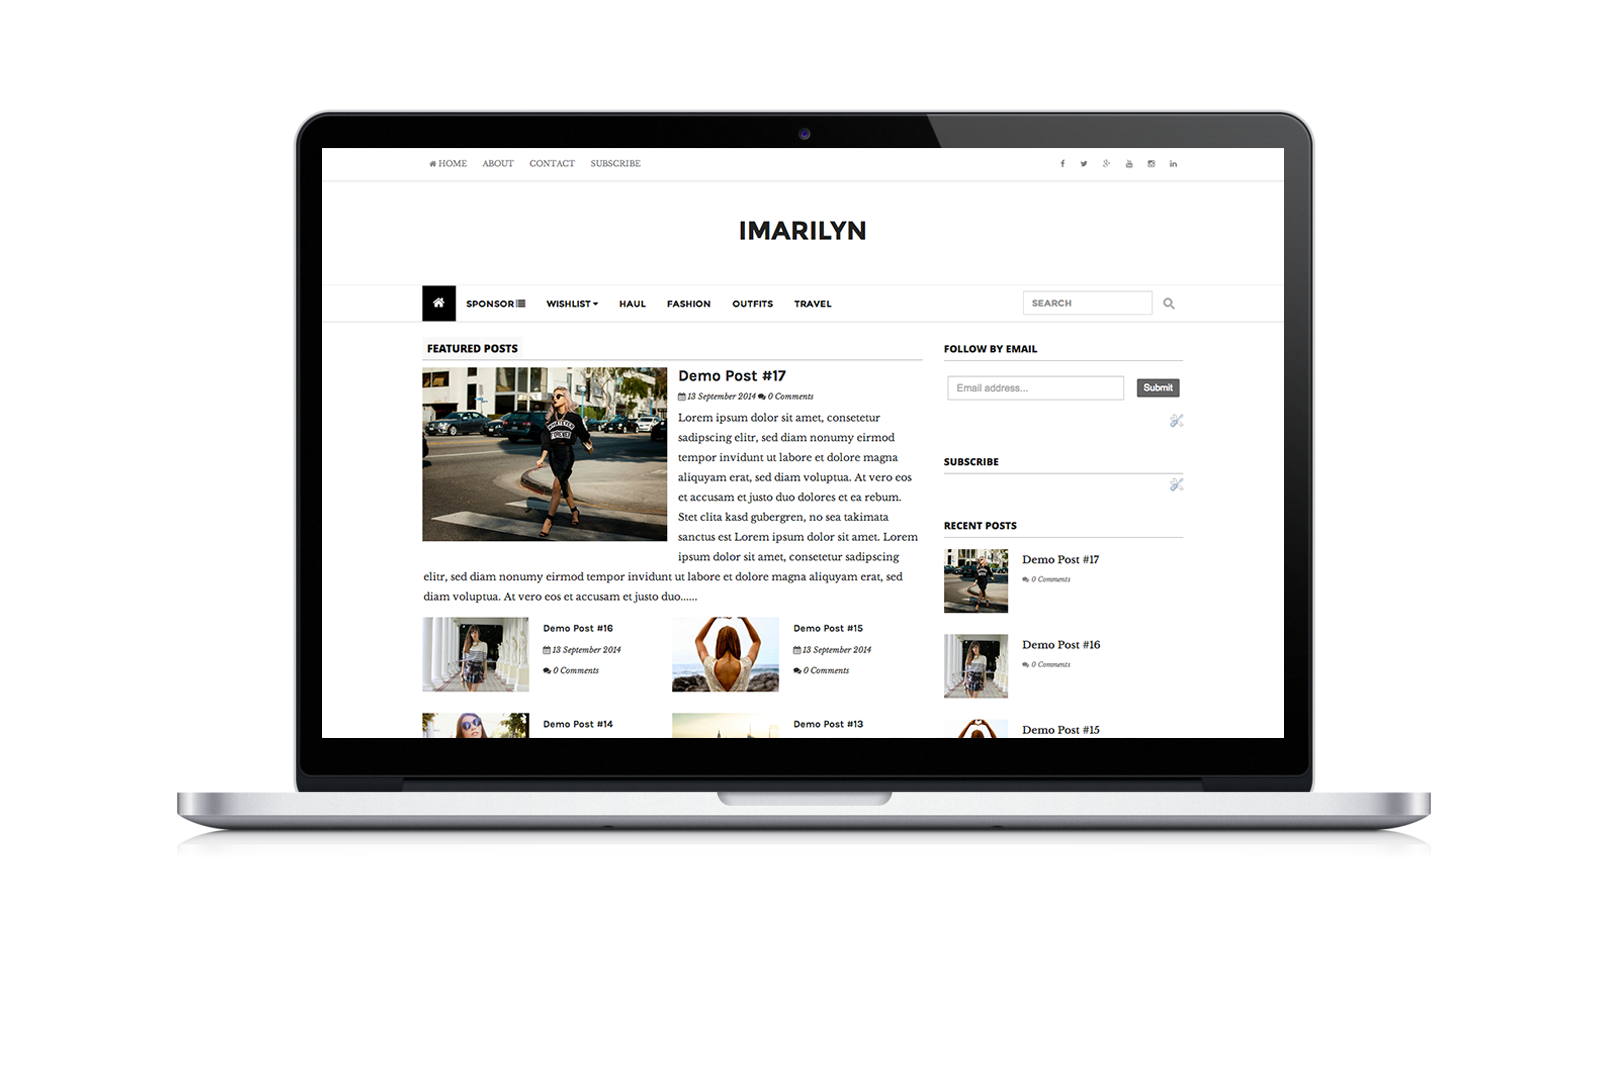 HOME ABOUT CONTACT SUBSCRIBE
IMARILYN
SPONSOR WISHLIST HAUL FASHION OUTFITS TRAVEL SEARCH
FEATURED POSTS
Demo Post #17
13 September 2014 0 Comments
Lorem ipsum dolor sit amet, consetetur
sadipscing elitr, sed diam nonumy eirmod
tempor invidunt ut labore et dolore magna
aliquyam erat, sed diam voluptua. At vero eos
et accusam et justo duo dolores et ea rebum.
Stet clita kasd gubergren, no sea takimata
sanctus est Lorem ipsum dolor sit amet. Lorem
ipsum dolor sit amet, consetetur sadipscing
elitr, sed diam nonumy eirmod tempor invidunt ut labore et dolore magna aliquyam erat, sed
diam voluptua. At vero eos et accusam et justo duo......
Demo Post #16
13 September 2014
0 Comments
Demo Post #15
13 September 2014
0 Comments
Demo Post #14
Demo Post #13
FOLLOW BY EMAIL
Email address... Submit
SUBSCRIBE
RECENT POSTS
Demo Post #17
0 Comments
Demo Post #16
0 Comments
Demo Post #15